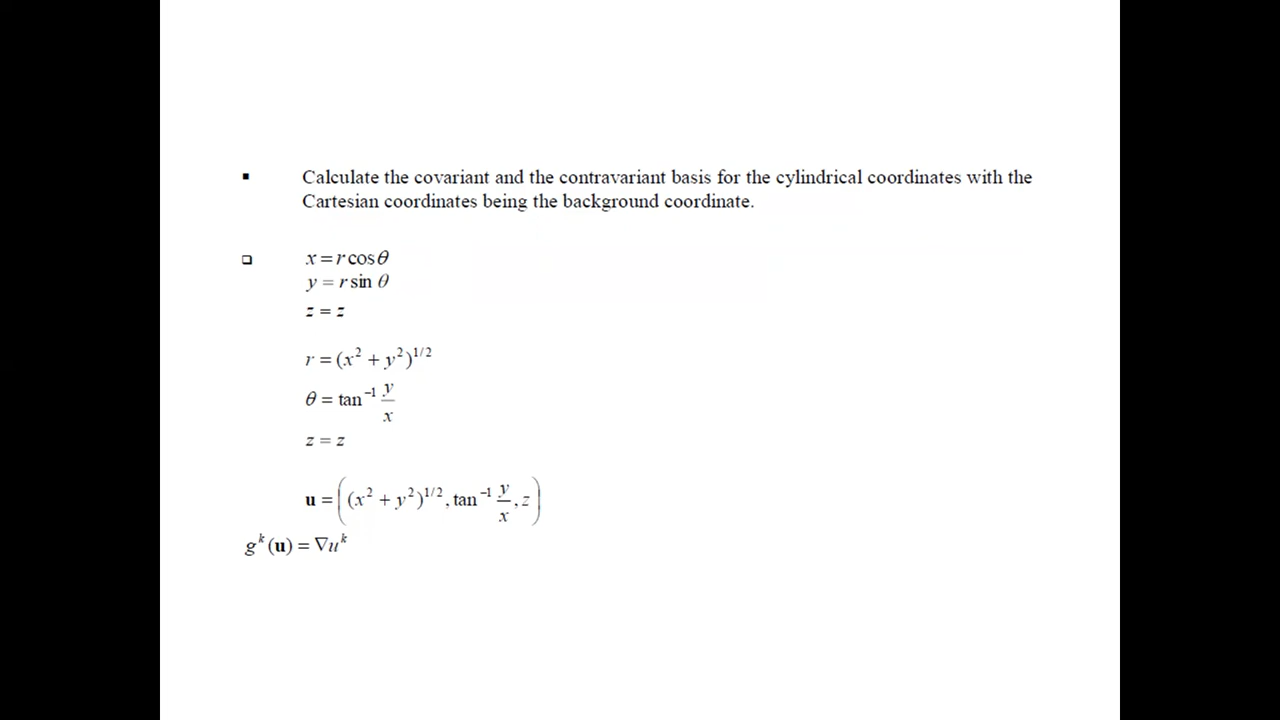 ▪ Calculate the covariant and the contravariant basis for the cylindrical coordinates with the
Cartesian coordinates being the background coordinate.
❑ x = r cos θ
y = r sin θ
z = z
r = (x² + y²)^{1/2}
θ = tan⁻¹ y/x
z = z
u = ((x² + y²)^{1/2}, tan⁻¹ y/x, z)
g^k(u) = ∇u^k